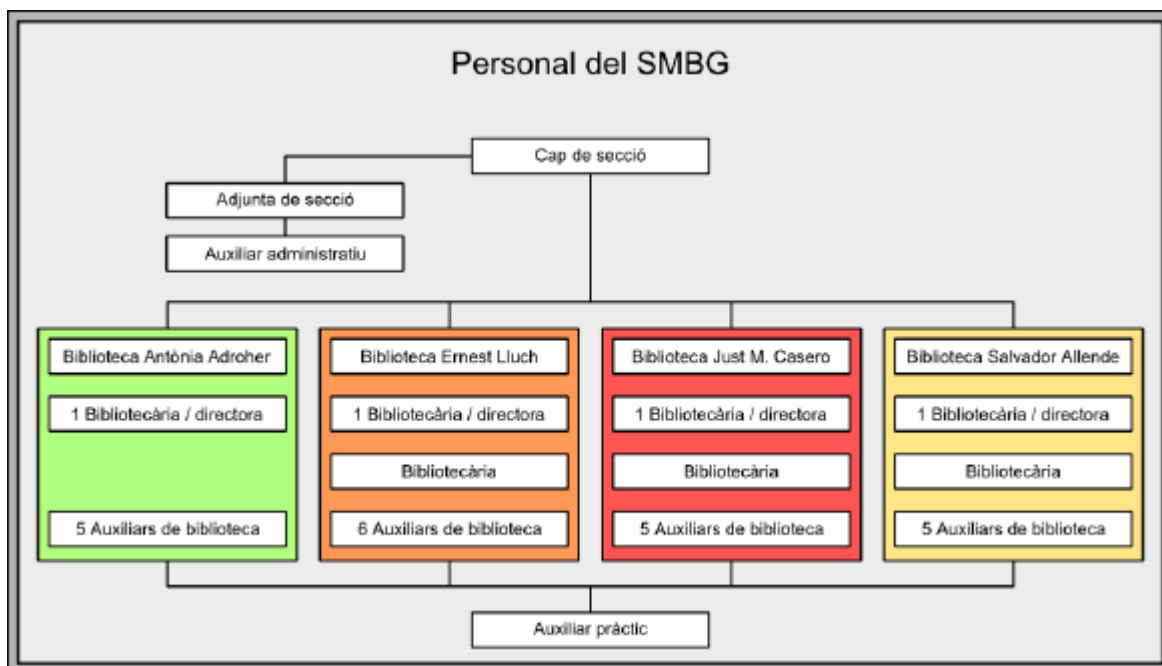 Personal del SMBG
Cap de secció
Adjunta de secció
Auxiliar administratiu
Biblioteca Antònia Adroher
1 Bibliotecària / directora
5 Auxiliars de biblioteca
Biblioteca Ernest Lluch
1 Bibliotecària / directora
Bibliotecària
6 Auxiliars de biblioteca
Biblioteca Just M. Casero
1 Bibliotecària / directora
Bibliotecària
5 Auxiliars de biblioteca
Biblioteca Salvador Allende
1 Bibliotecària / directora
Bibliotecària
5 Auxiliars de biblioteca
Auxiliar pràctic